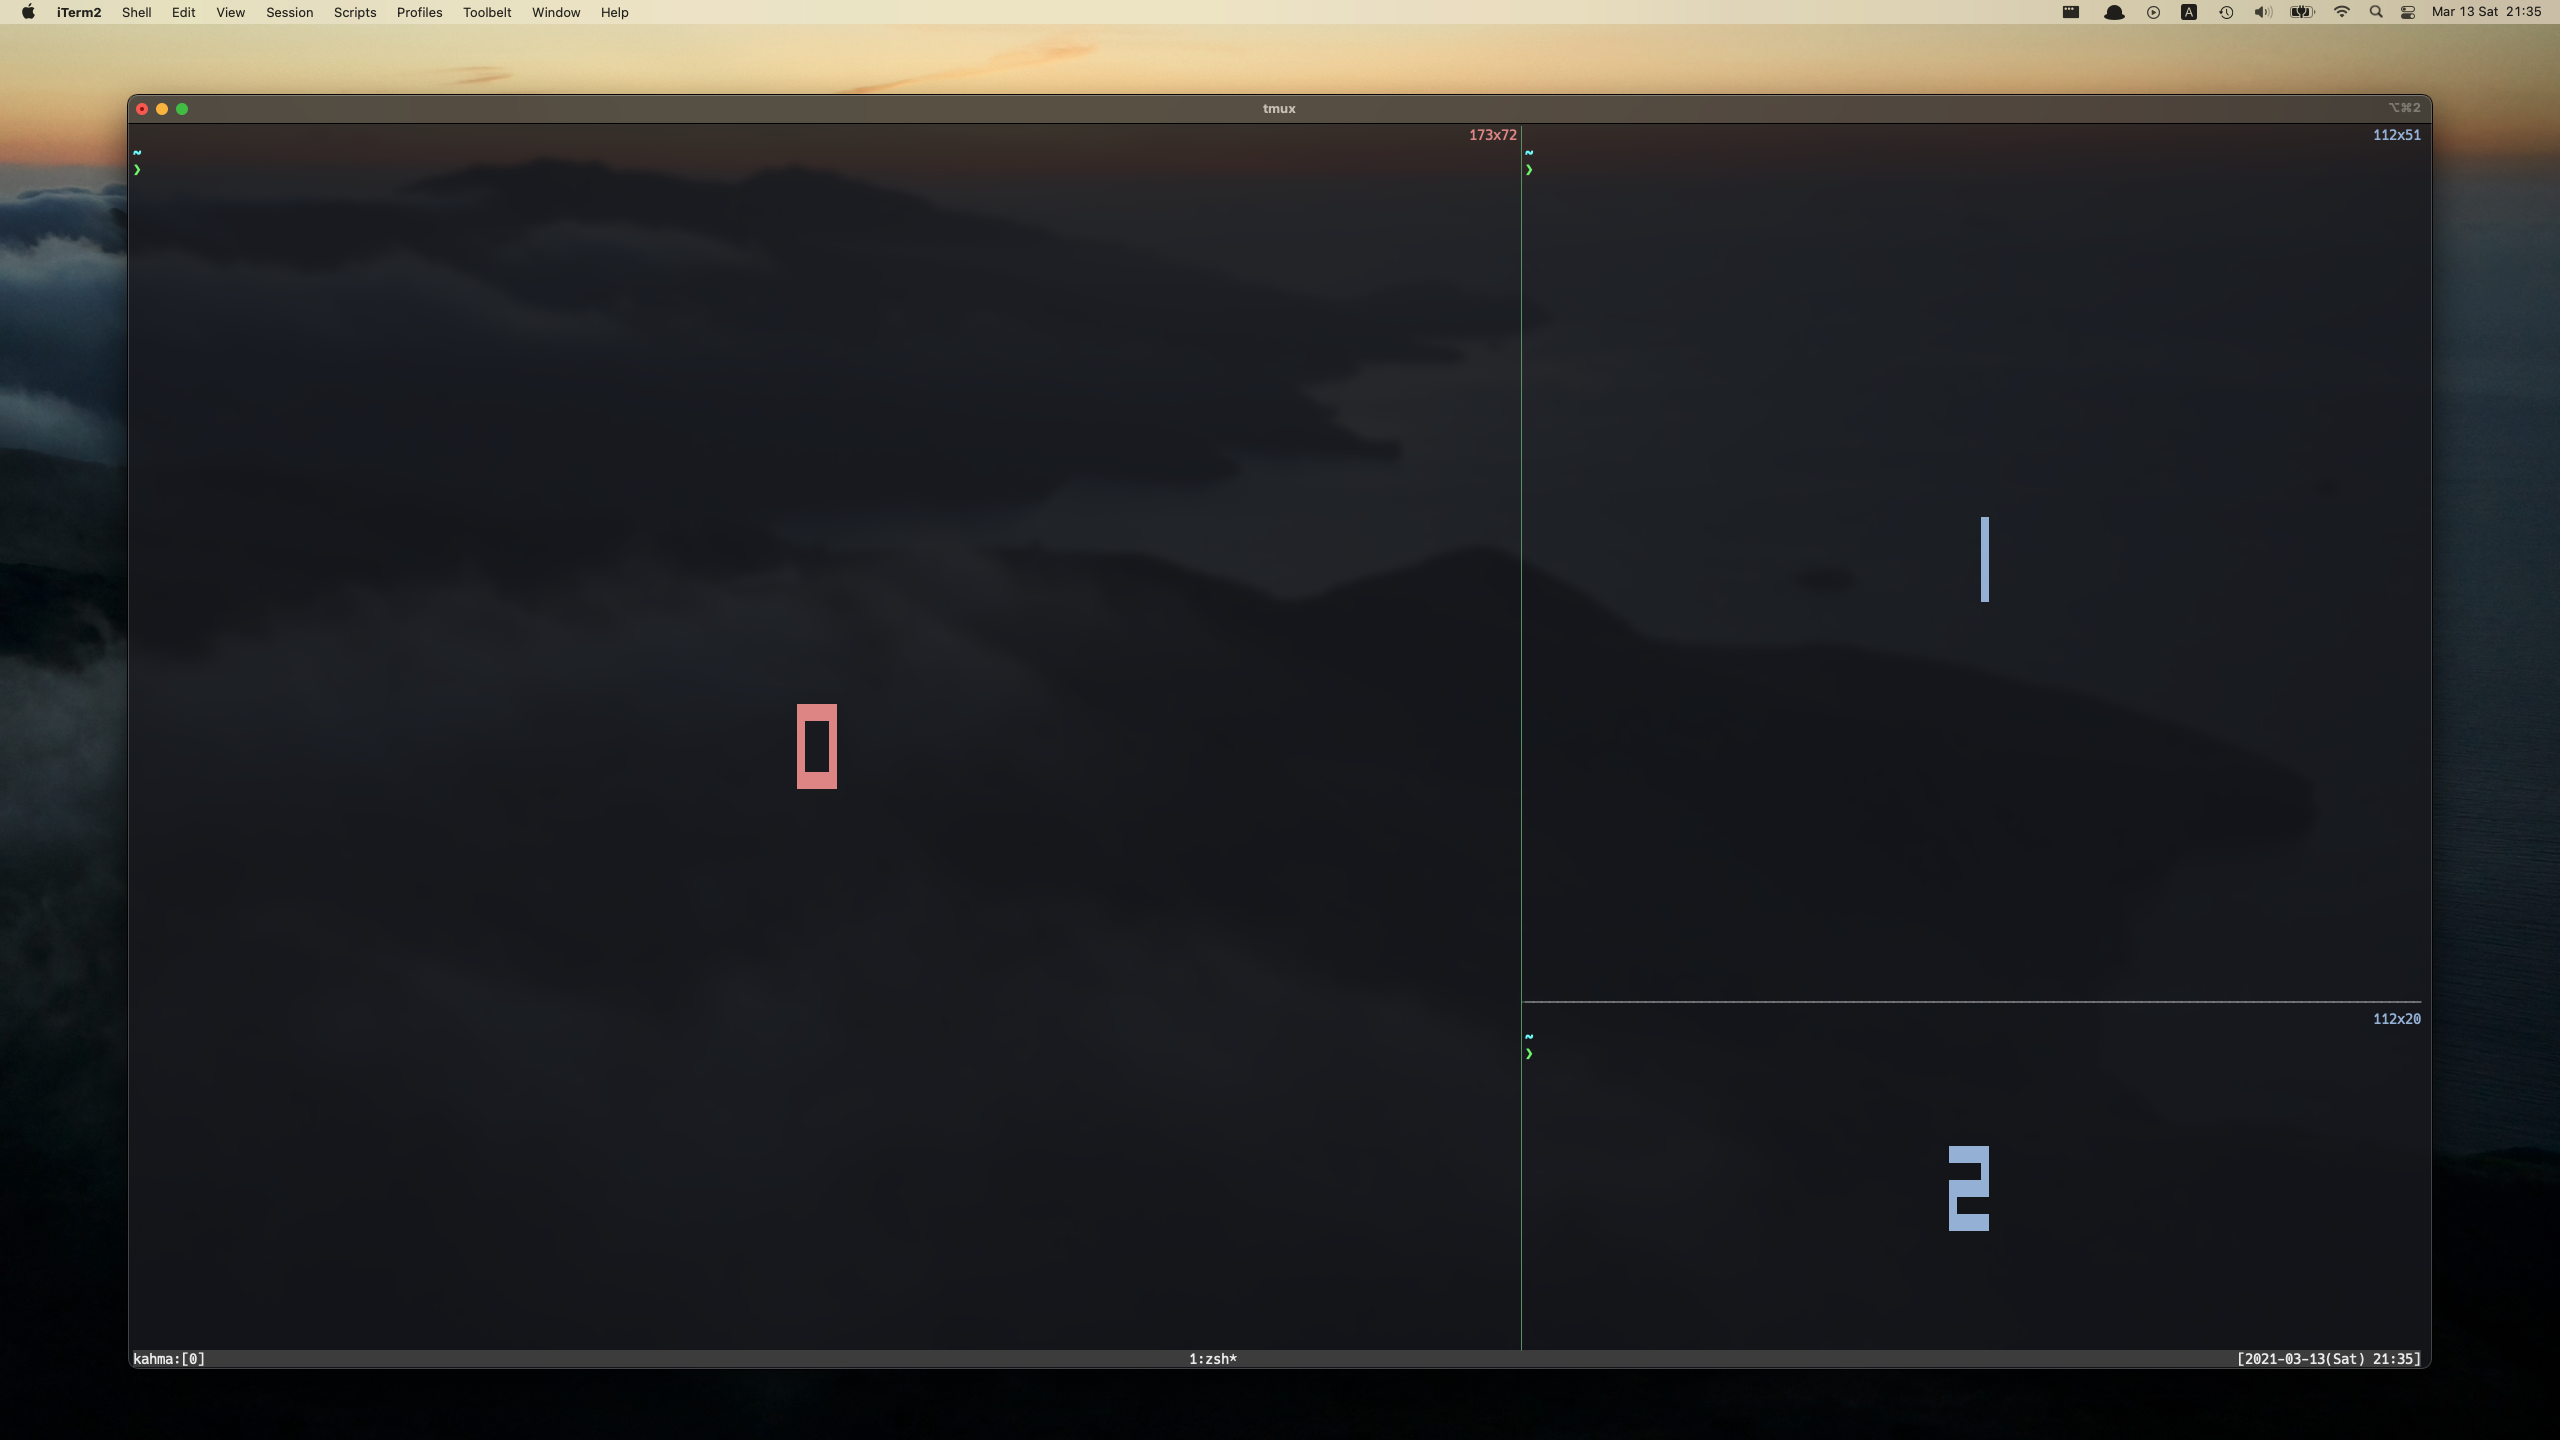 iTerm2 Shell Edit View Session Scripts Profiles Toolbelt Window Help A Mar 13 Sat 21:35
tmux ⌥⌘2
173x72
~
❯
0
112x51
~
❯
1
112x20
~
❯
2
kahma:[0] 1:zsh* [2021-03-13(Sat) 21:35]